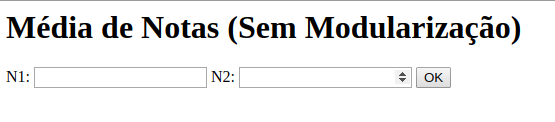 Média de Notas (Sem Modularização)
N1: N2: OK